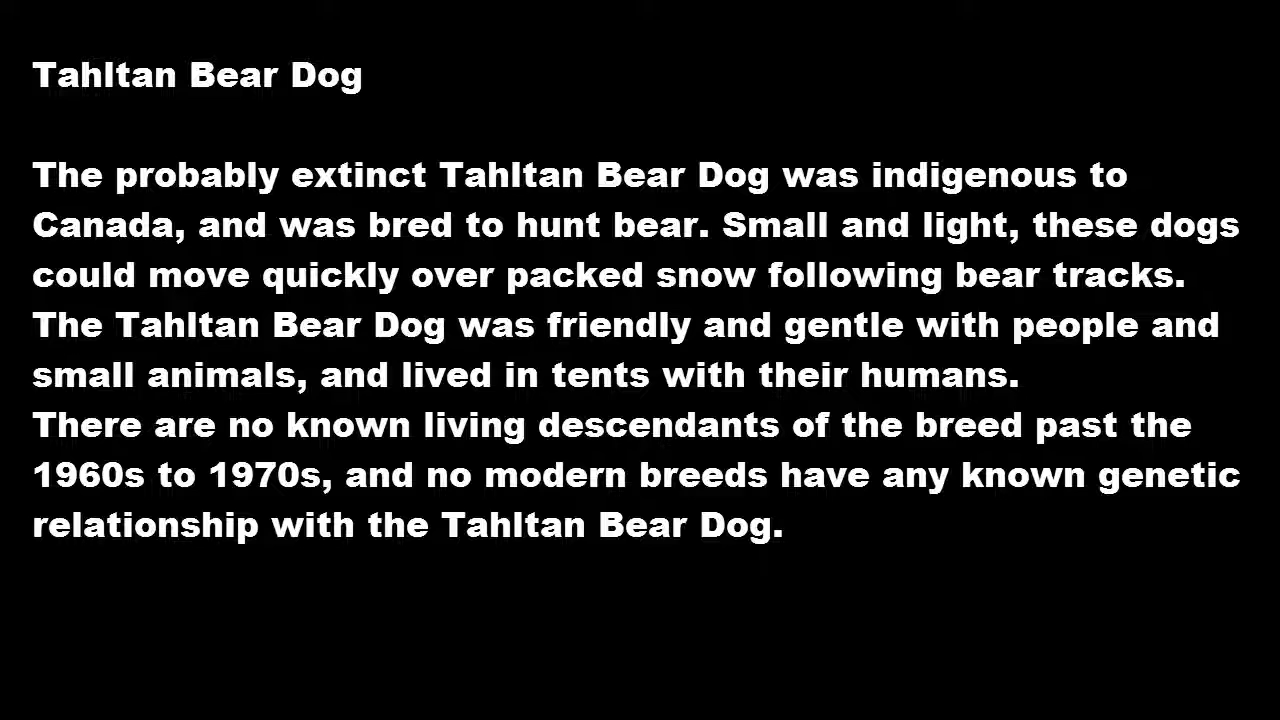 Tahltan Bear Dog
The probably extinct Tahltan Bear Dog was indigenous to
Canada, and was bred to hunt bear. Small and light, these dogs
could move quickly over packed snow following bear tracks.
The Tahltan Bear Dog was friendly and gentle with people and
small animals, and lived in tents with their humans.
There are no known living descendants of the breed past the
1960s to 1970s, and no modern breeds have any known genetic
relationship with the Tahltan Bear Dog.